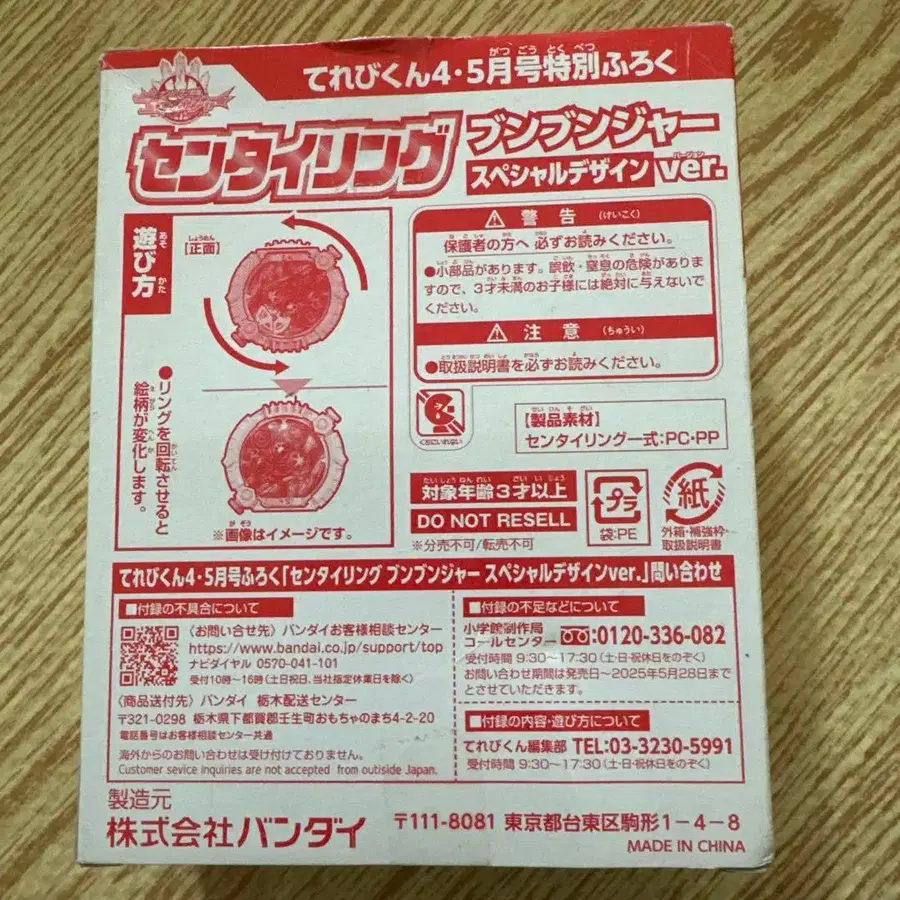 てれびくん4・5月号特別ふろく
センタイリング
ブンブンジャー
スペシャルデザインver.
遊び方
【正面】
●リングを回転させると
絵柄が変化します。
※画像はイメージです。
⚠ 警告 (けいこく)
保護者の方へ 必ずお読みください。
●小部品があります。誤飲・窒息の危険がありま
すので、3才未満のお子様には絶対に与えないで
ください。
⚠ 注意 (ちゅうい)
●取扱説明書を必ずお読みください。
くちにいれない
【製品素材】
センタイリング一式:PC・PP
対象年齢3才以上
DO NOT RESELL
※分売不可/転売不可
プラ
袋:PE
紙
外箱・補強枠・
取扱説明書
てれびくん4・5月号ふろく「センタイリング ブンブンジャー スペシャルデザインver.」問い合わせ
■付録の不具合について
〈お問い合せ先〉バンダイお客様相談センター
https://www.bandai.co.jp/support/top
ナビダイヤル 0570-041-101
受付10時〜16時(土日祝日、当社指定休業日を除く)
〈商品送付先〉バンダイ 栃木配送センター
〒321-0298 栃木県下都賀郡壬生町おもちゃのまち4-2-20
電話番号はお客様相談センター共通
海外からのお問い合わせは受け付けておりません。
Customer sevice inquiries are not accepted from outiside Japan.
■付録の不足などについて
小学館制作局
コールセンター :0120-336-082
受付時間 9:30〜17:30(土・日・祝休日をのぞく)
お問い合わせ期間は発売日〜2025年5月28日まで
とさせていただきます。
■付録の内容・遊び方について
てれびくん編集部 TEL:03-3230-5991
受付時間 9:30〜17:30(土・日・祝休日をのぞく)
製造元
株式会社バンダイ 〒111-8081 東京都台東区駒形1-4-8
MADE IN CHINA